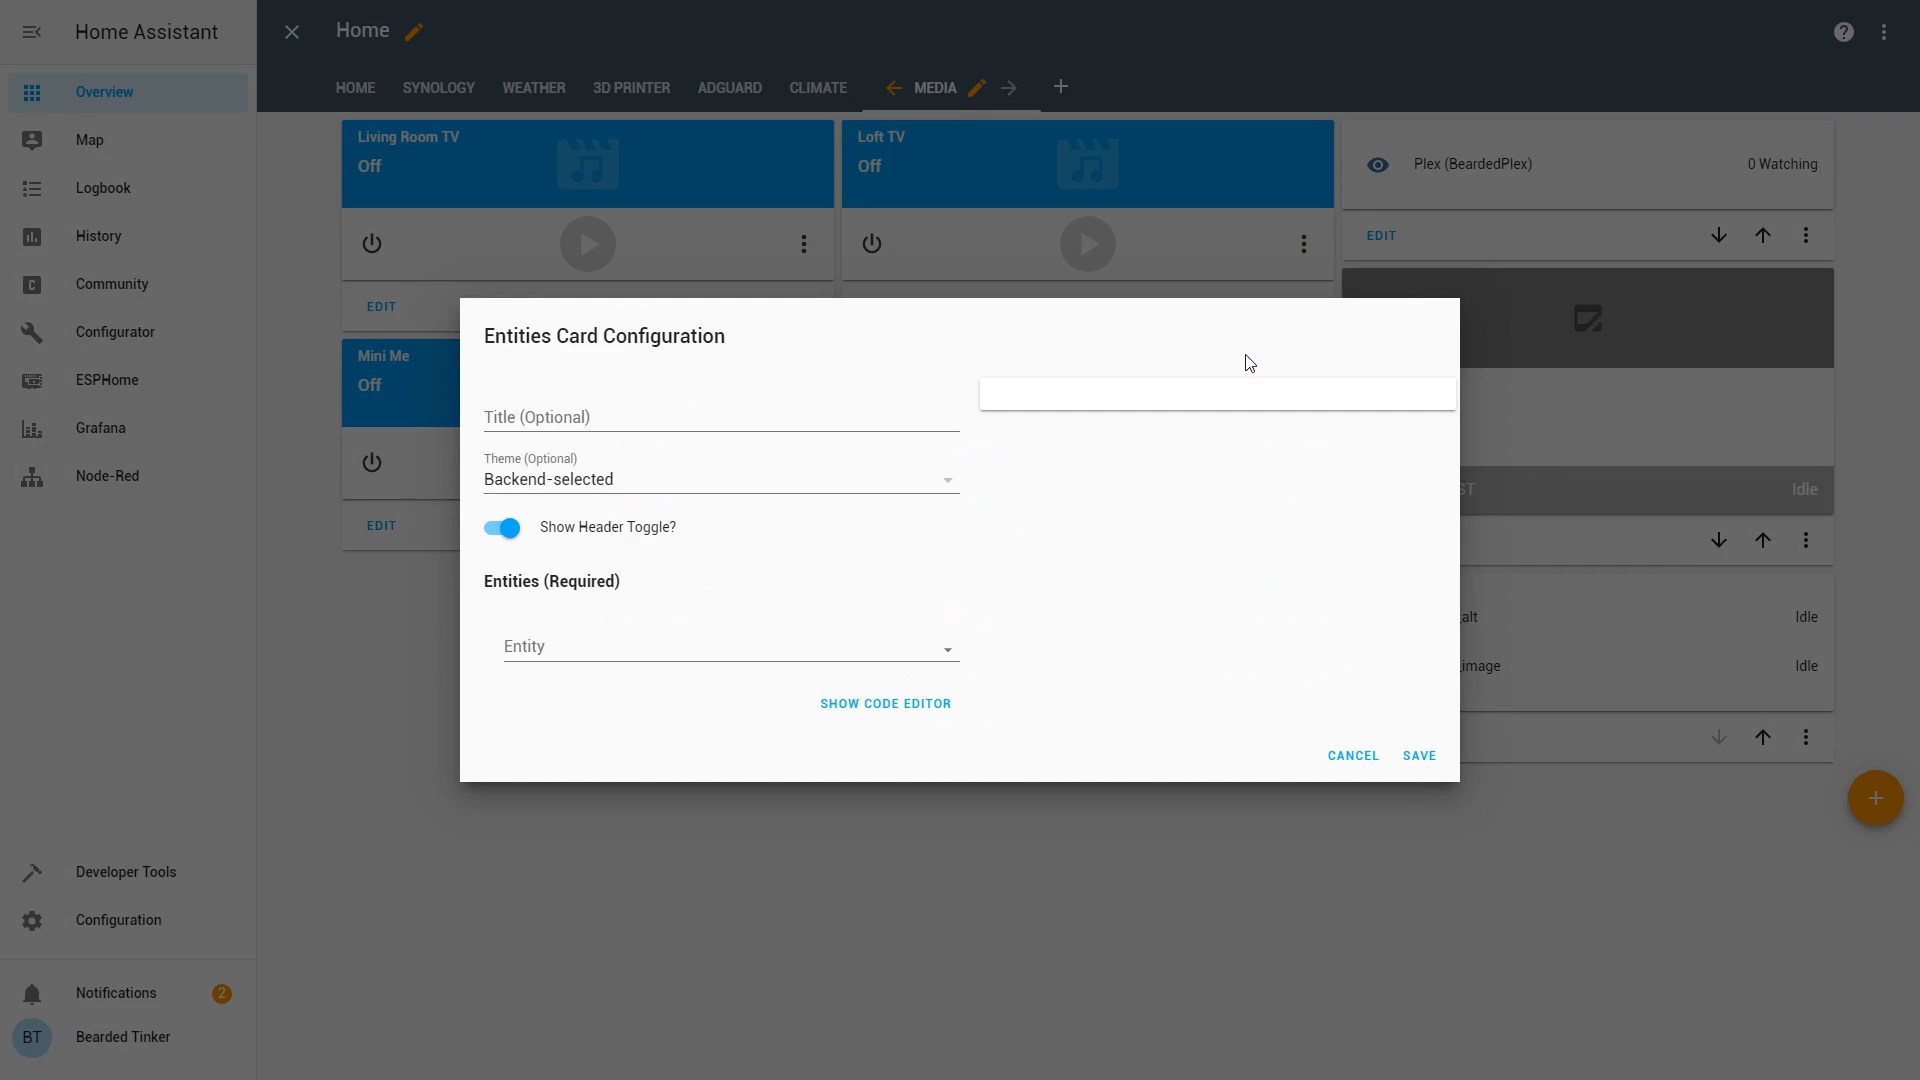 Home Assistant
Home
HOME
SYNOLOGY
WEATHER
3D PRINTER
ADGUARD
CLIMATE
MEDIA
Overview
Map
Logbook
History
Community
Configurator
ESPHome
Grafana
Node-Red
Developer Tools
Configuration
Notifications
2
BT
Bearded Tinker
Living Room TV
Off
EDIT
Mini Me
Off
EDIT
Loft TV
Off
Plex (BeardedPlex)
0 Watching
EDIT
ST
Idle
_alt
Idle
_image
Idle
Entities Card Configuration
Title (Optional)
Theme (Optional)
Backend-selected
Show Header Toggle?
Entities (Required)
Entity
SHOW CODE EDITOR
CANCEL
SAVE